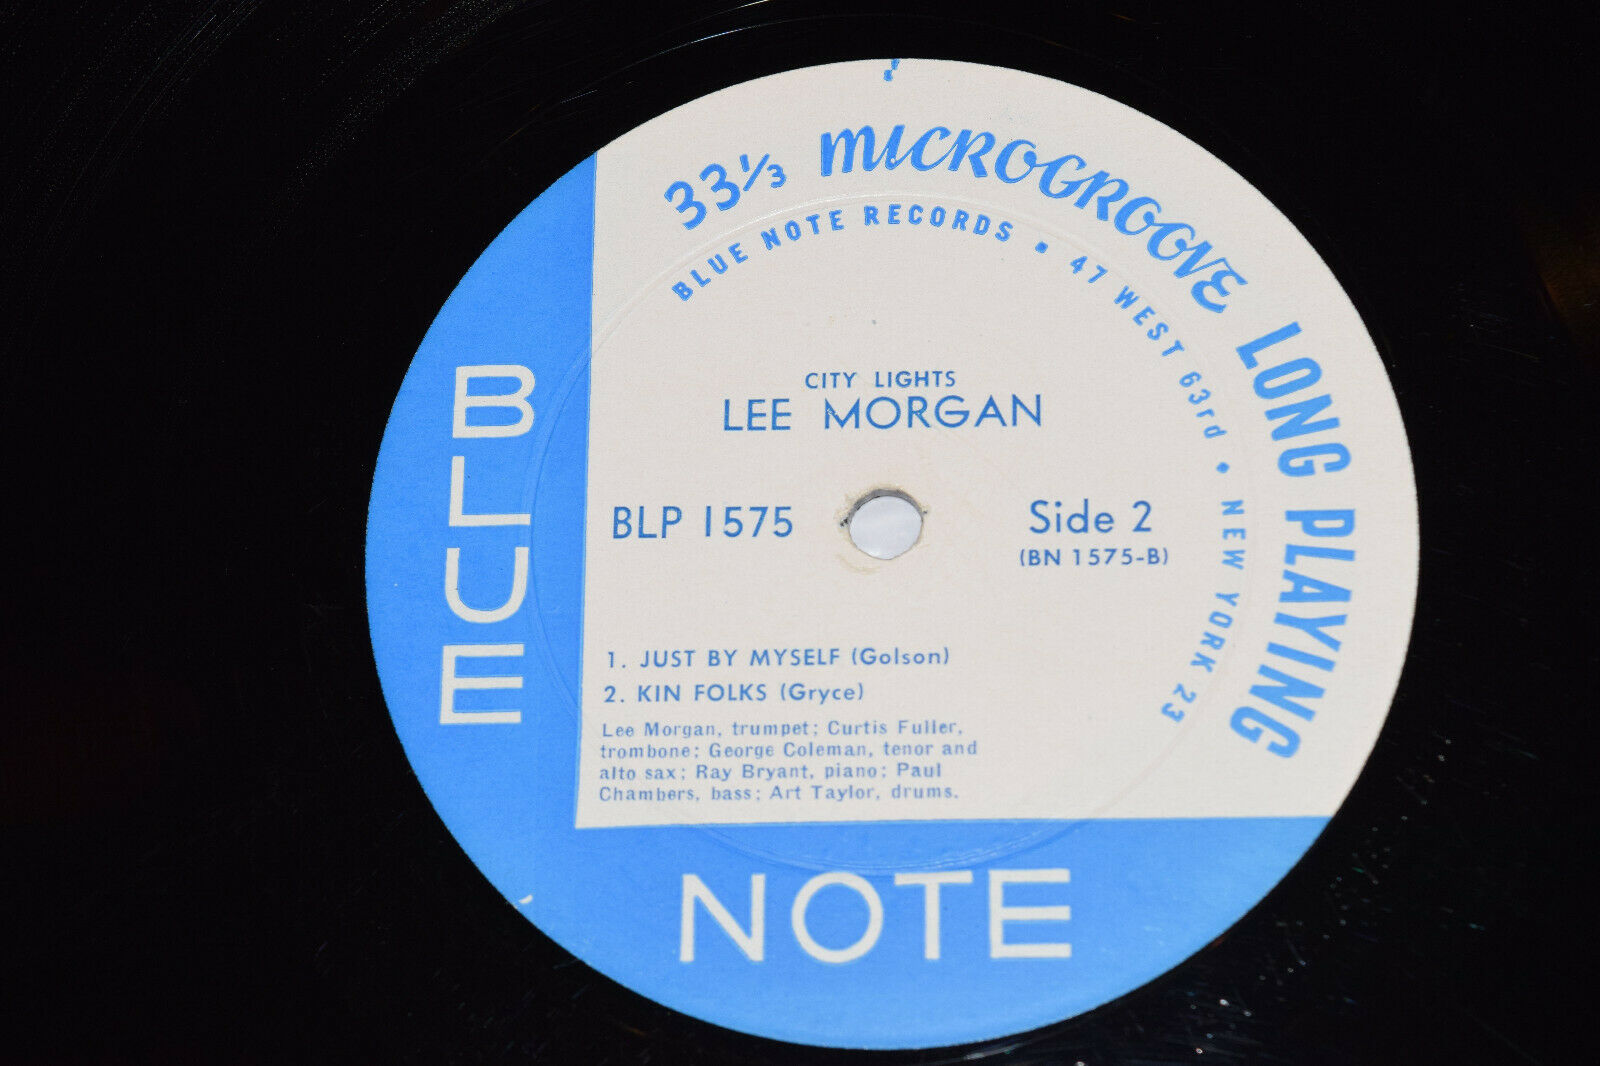 33⅓ MICROGROOVE LONG PLAYING
BLUE NOTE RECORDS • 47 WEST 63rd • NEW YORK 23
CITY LIGHTS
LEE MORGAN
BLP 1575
Side 2
(BN 1575-B)
1. JUST BY MYSELF (Golson)
2. KIN FOLKS (Gryce)
Lee Morgan, trumpet; Curtis Fuller,
trombone; George Coleman, tenor and
alto sax; Ray Bryant, piano; Paul
Chambers, bass; Art Taylor, drums.
BLUE
NOTE